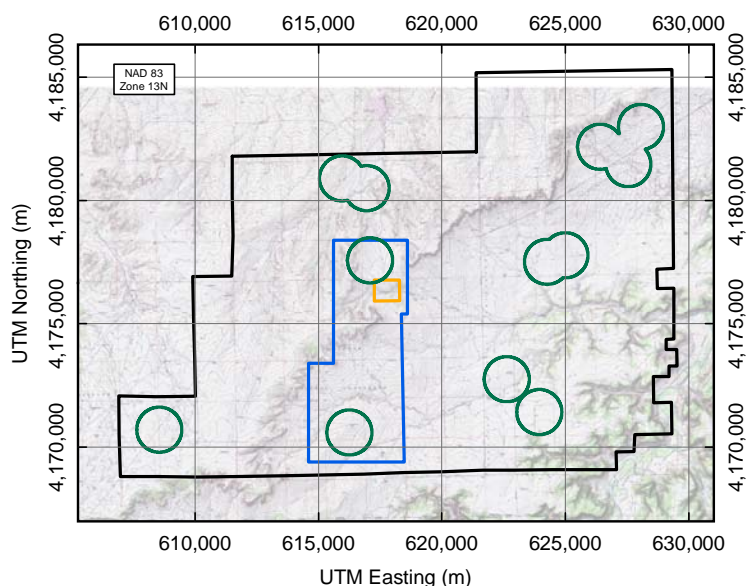 610,000 615,000 620,000 625,000 630,000
NAD 83
Zone 13N
4,185,000 4,185,000
4,180,000 4,180,000
4,175,000 4,175,000
4,170,000 4,170,000
UTM Northing (m)
610,000 615,000 620,000 625,000 630,000
UTM Easting (m)